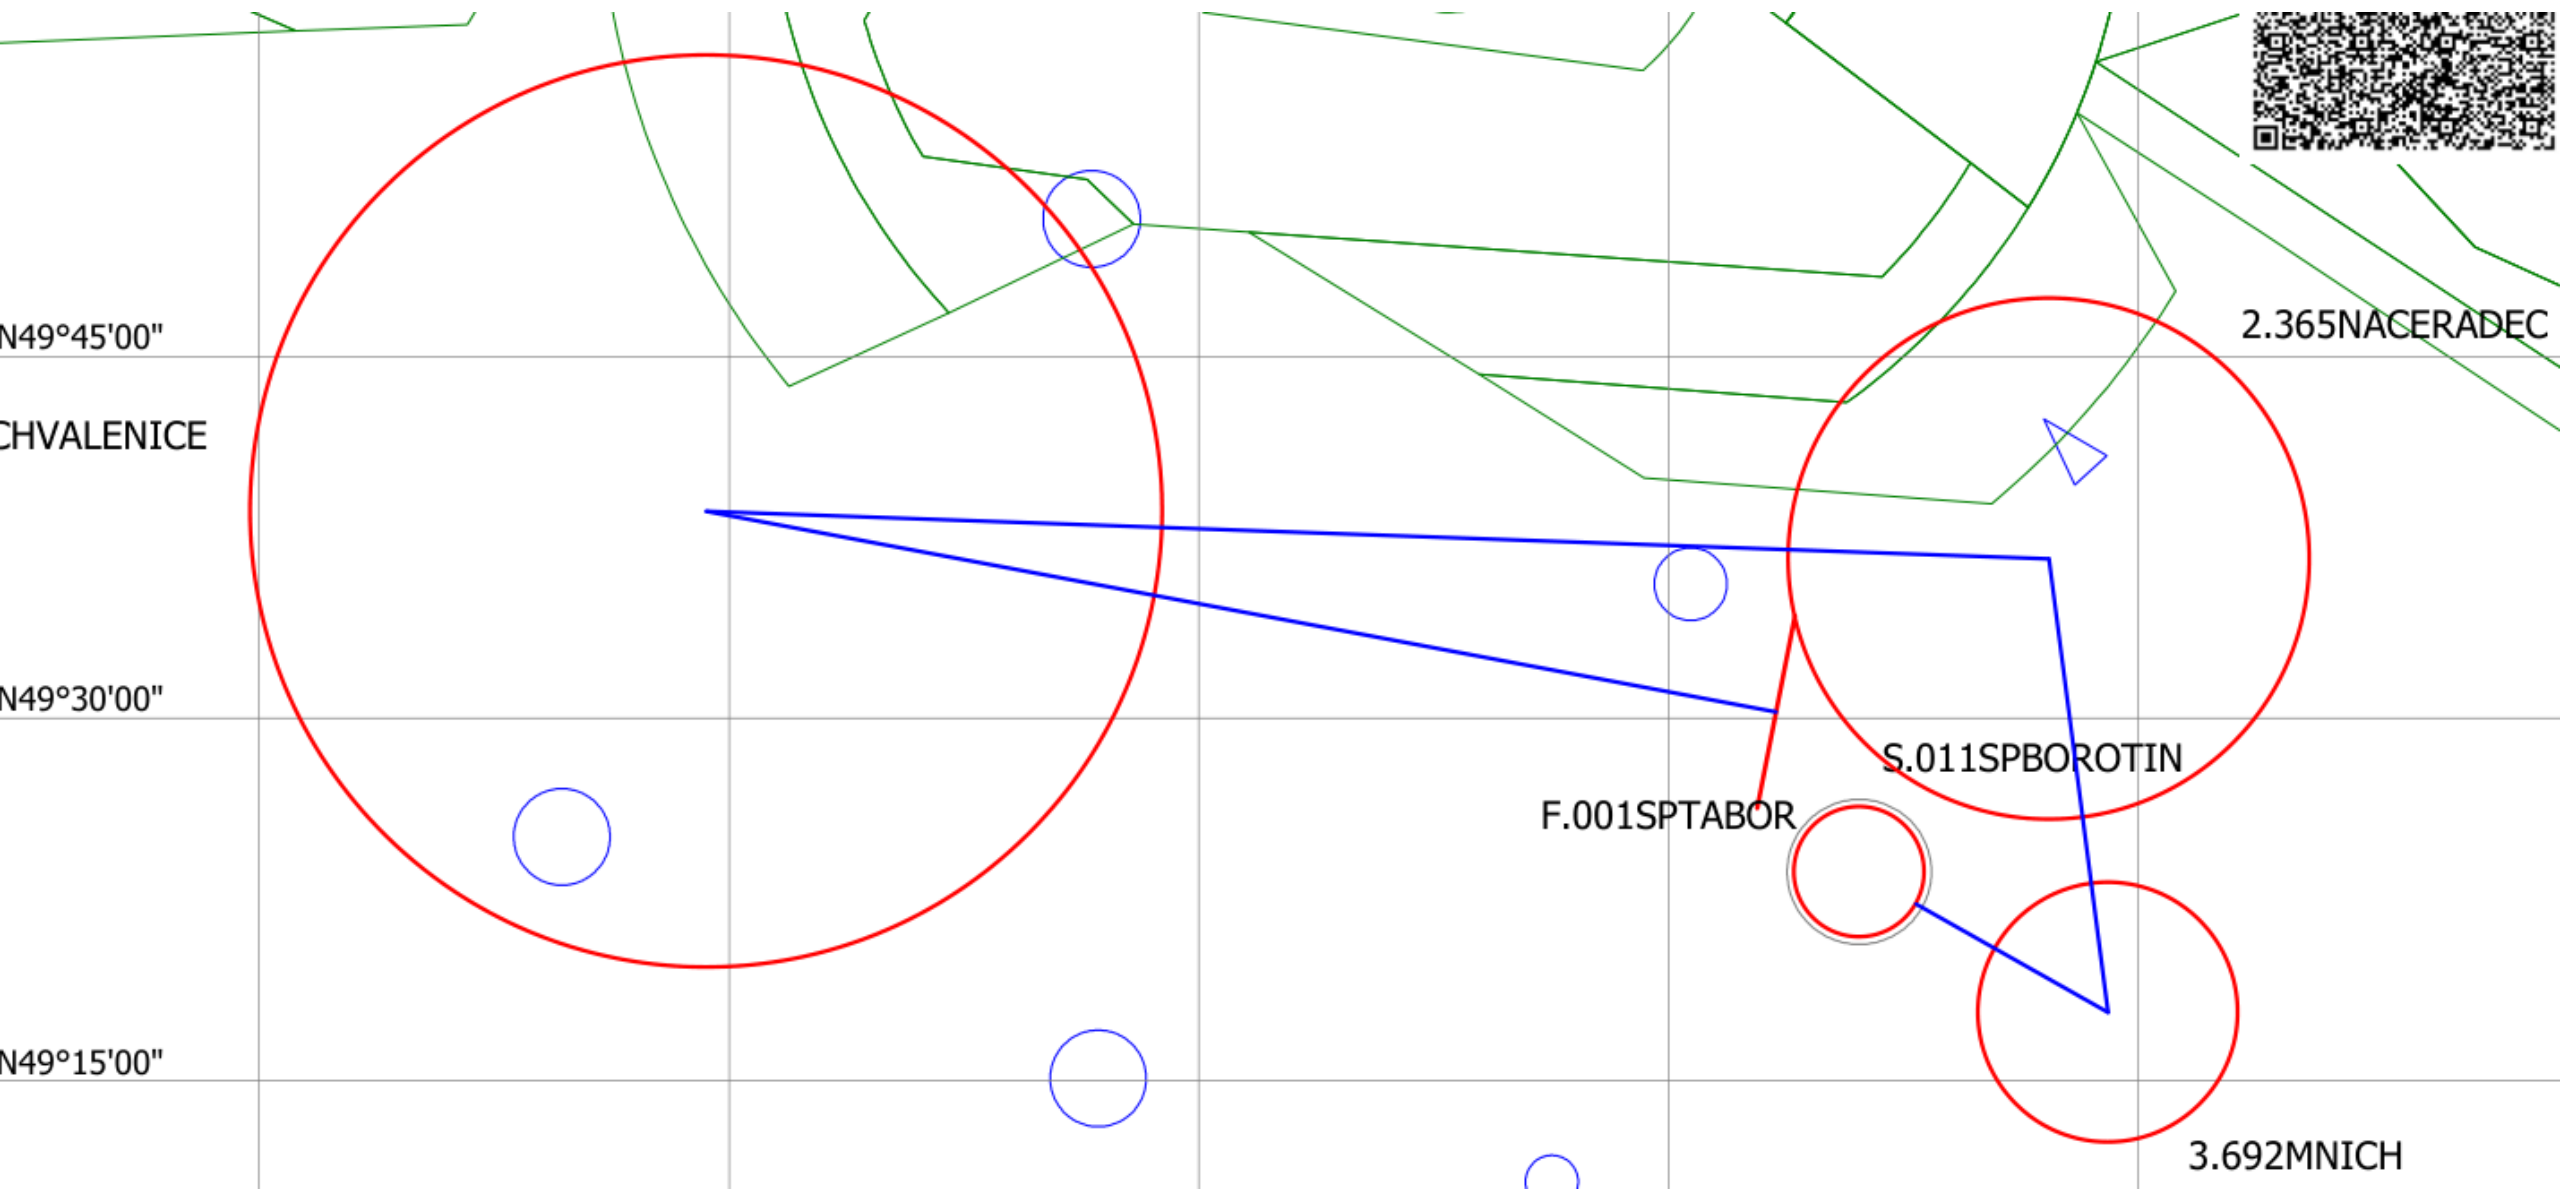 N49°45'00"
2.365NACERADEC
CHVALENICE
N49°30'00"
S.011SPBOROTIN
F.001SPTABOR
N49°15'00"
3.692MNICH